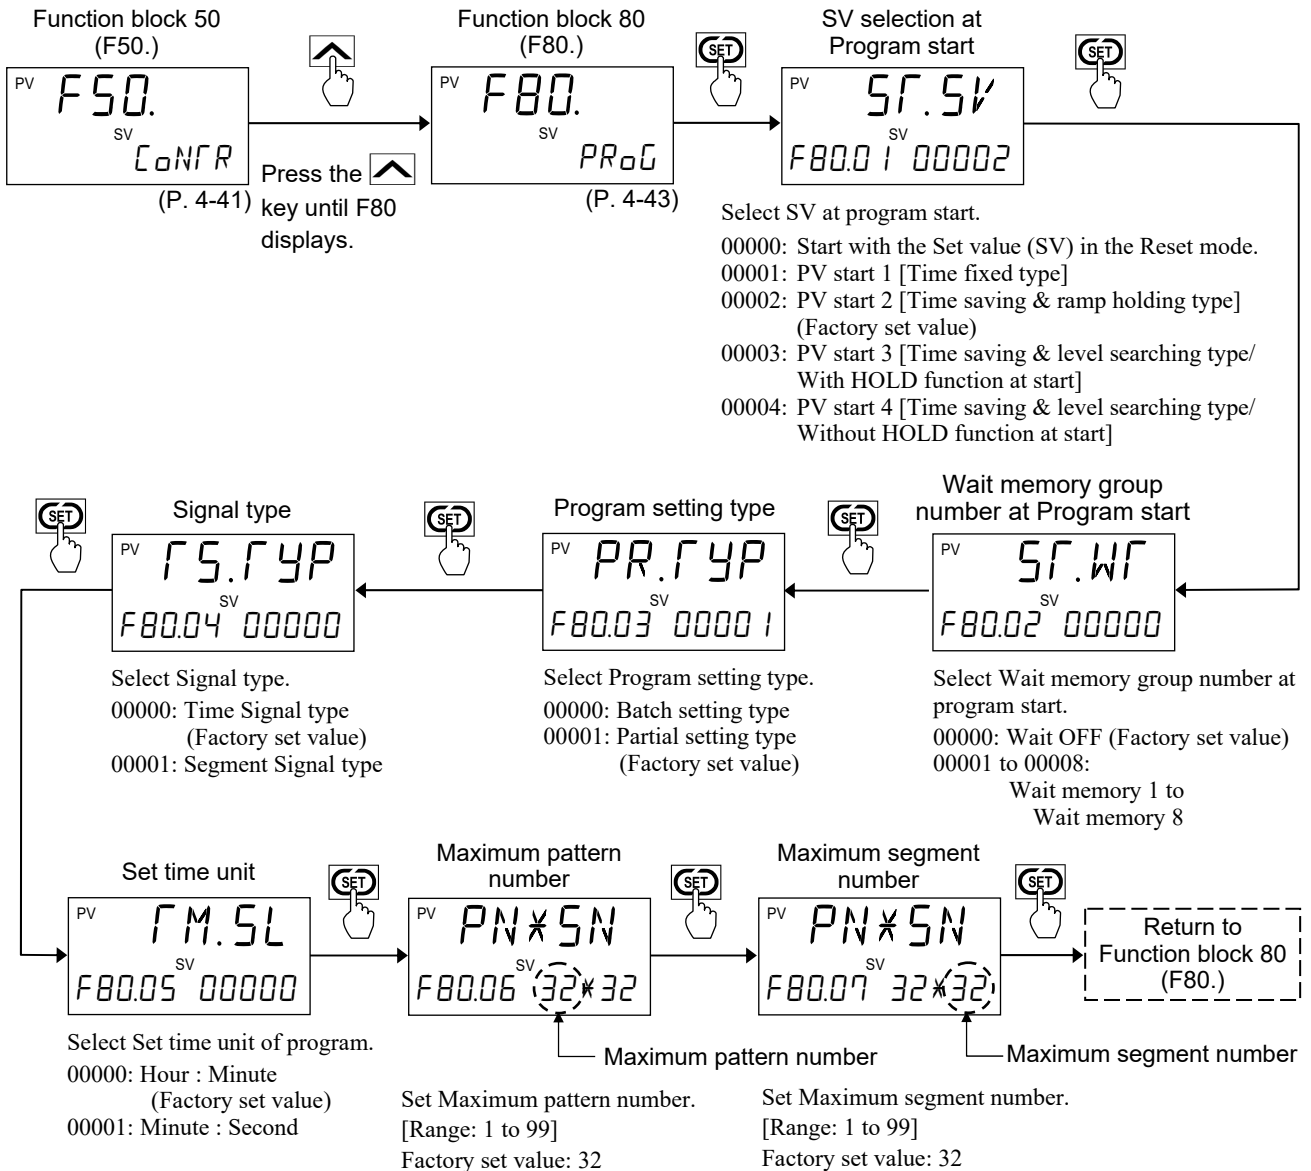 Function block 50
(F50.)
PV
F50.
SV
CoNTR
(P. 4-41)
Press the
key until F80
displays.
Function block 80
(F80.)
PV
F80.
SV
PRoG
(P. 4-43)
SET
SV selection at
Program start
PV
ST.SV
SV
F80.01 00002
SET
Select SV at program start.
00000: Start with the Set value (SV) in the Reset mode.
00001: PV start 1 [Time fixed type]
00002: PV start 2 [Time saving & ramp holding type]
(Factory set value)
00003: PV start 3 [Time saving & level searching type/
With HOLD function at start]
00004: PV start 4 [Time saving & level searching type/
Without HOLD function at start]
Wait memory group
number at Program start
PV
ST.WT
SV
F80.02 00000
Select Wait memory group number at
program start.
00000: Wait OFF (Factory set value)
00001 to 00008:
Wait memory 1 to
Wait memory 8
SET
Program setting type
PV
PR.TYP
SV
F80.03 00001
Select Program setting type.
00000: Batch setting type
00001: Partial setting type
(Factory set value)
SET
Signal type
PV
TS.TYP
SV
F80.04 00000
Select Signal type.
00000: Time Signal type
(Factory set value)
00001: Segment Signal type
SET
Set time unit
PV
TM.SL
SV
F80.05 00000
Select Set time unit of program.
00000: Hour : Minute
(Factory set value)
00001: Minute : Second
SET
Maximum pattern
number
PV
PN*SN
SV
F80.06 32*32
Maximum pattern number
Set Maximum pattern number.
[Range: 1 to 99]
Factory set value: 32
SET
Maximum segment
number
PV
PN*SN
SV
F80.07 32*32
Maximum segment number
Set Maximum segment number.
[Range: 1 to 99]
Factory set value: 32
SET
Return to
Function block 80
(F80.)